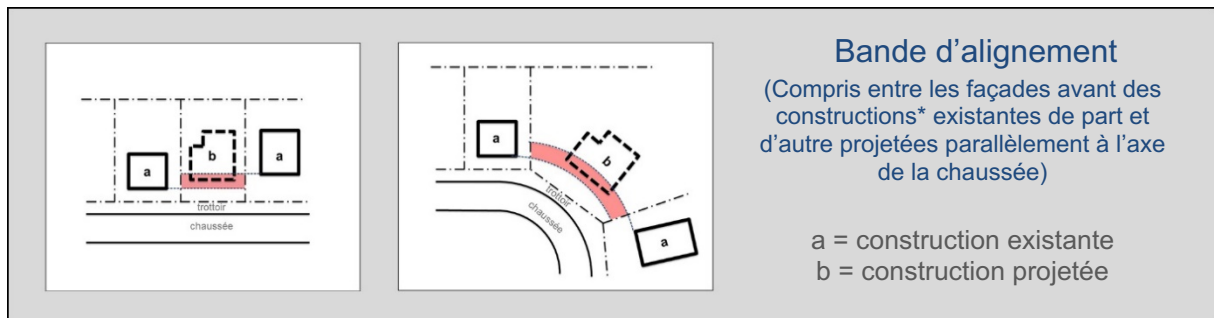 a
b
a
trottoir
chaussée
a
b
trottoir
chaussée
a
Bande d’alignement
(Compris entre les façades avant des
constructions* existantes de part et
d’autre projetées parallèlement à l’axe
de la chaussée)
a = construction existante
b = construction projetée